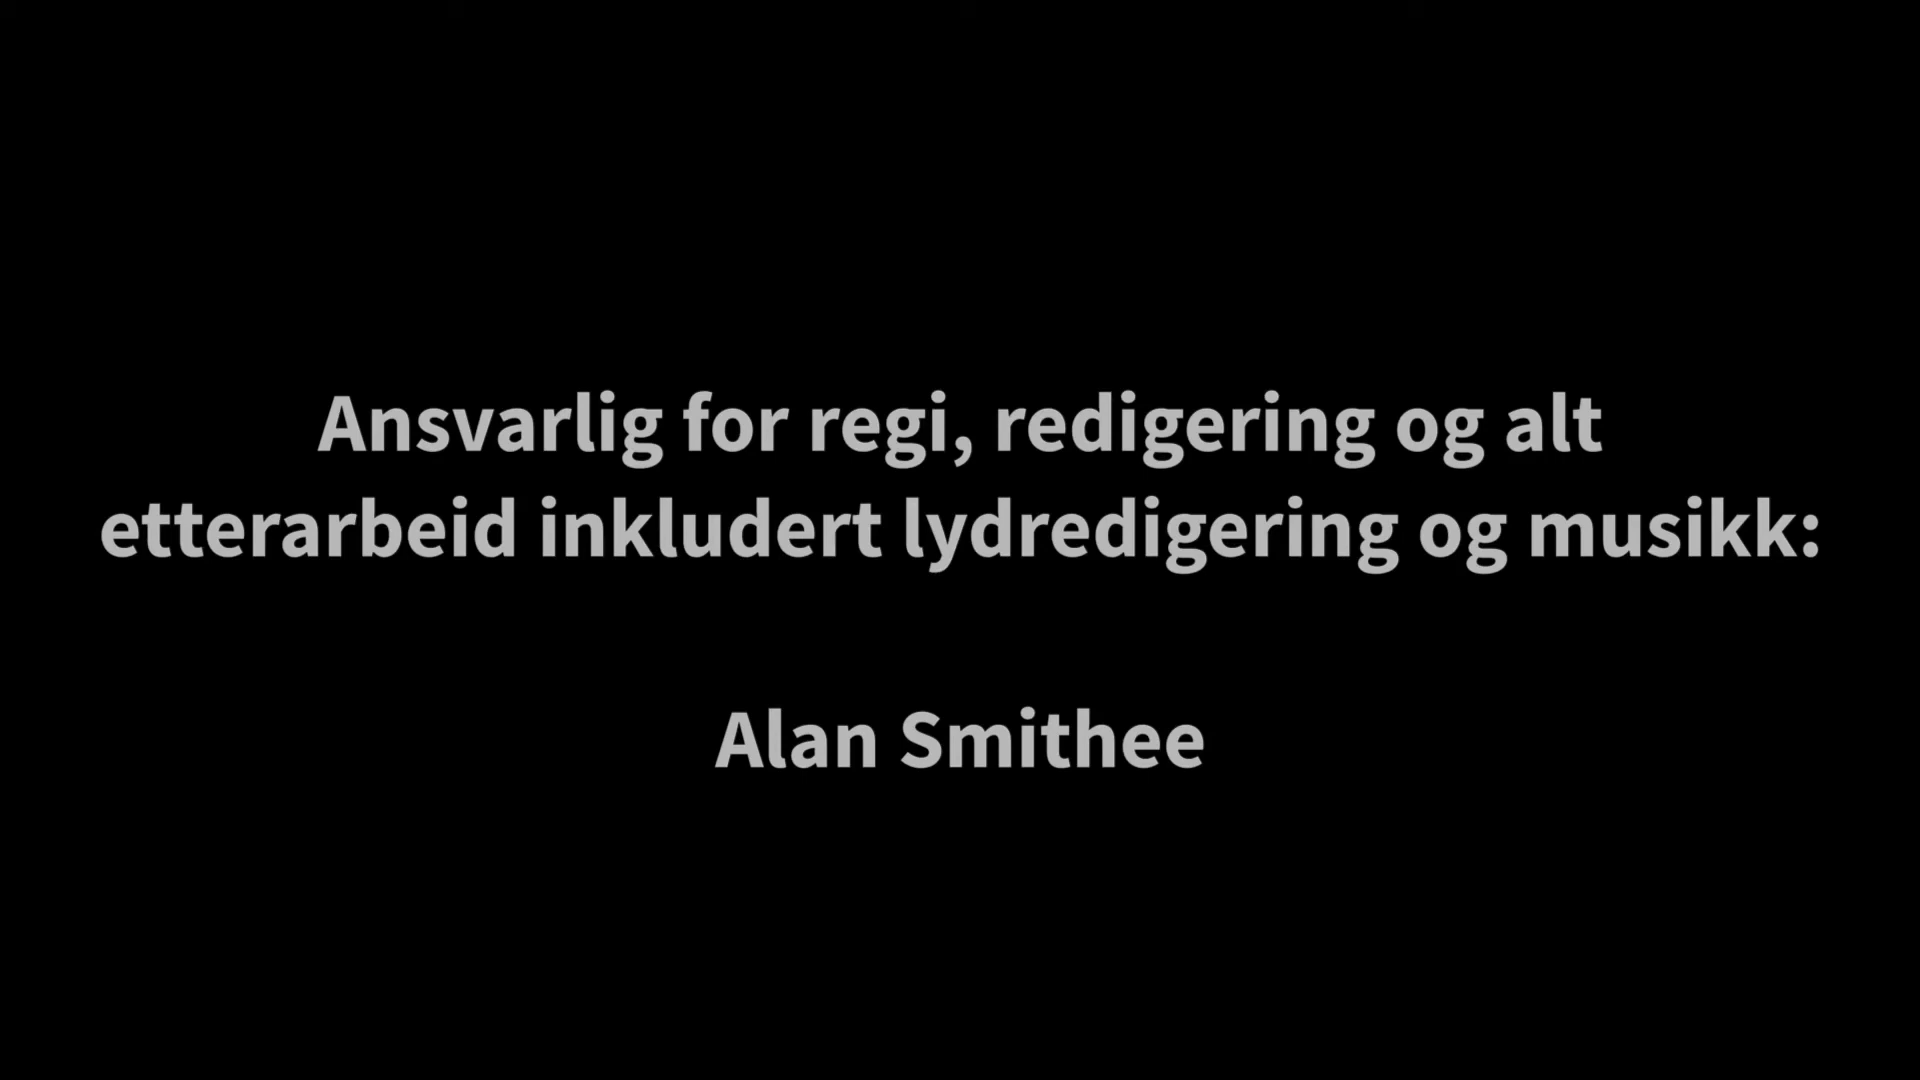 Ansvarlig for regi, redigering og alt
etterarbeid inkludert lydredigering og musikk:
Alan Smithee